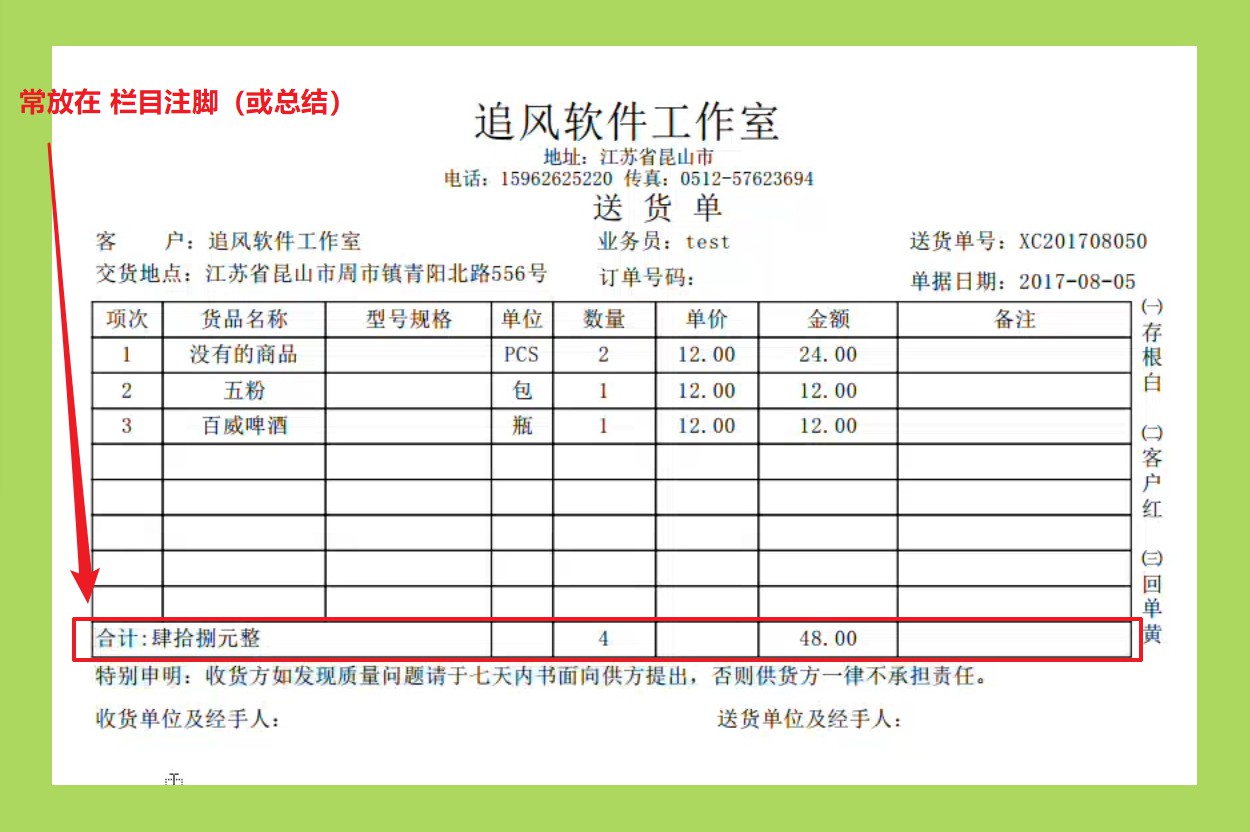 常放在 栏目注脚（或总结）
追风软件工作室
地址：江苏省昆山市
电话：15962625220 传真：0512-57623694
送 货 单
客 户：追风软件工作室 业务员：test 送货单号：XC201708050
交货地点：江苏省昆山市周市镇青阳北路556号 订单号码： 单据日期：2017-08-05
项次 货品名称 型号规格 单位 数量 单价 金额 备注
1 没有的商品 PCS 2 12.00 24.00
2 五粉 包 1 12.00 12.00
3 百威啤酒 瓶 1 12.00 12.00
合计:肆拾捌元整 4 48.00
特别申明：收货方如发现质量问题请于七天内书面向供方提出，否则供货方一律不承担责任。
收货单位及经手人： 送货单位及经手人：
㈠存根白
㈡客户红
㈢回单黄